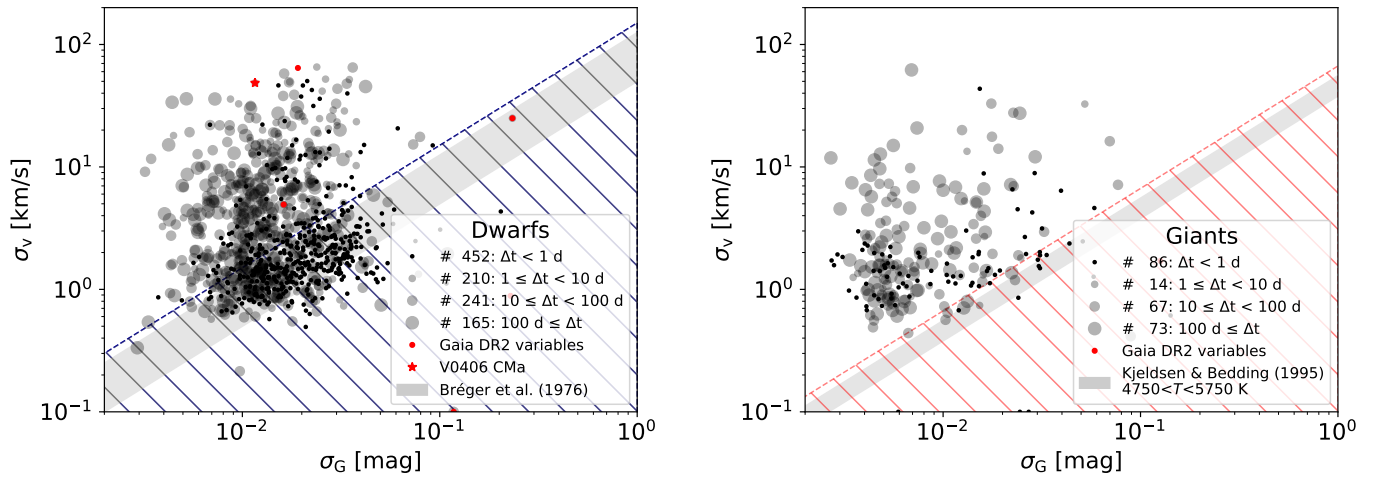 10²
10¹
10⁰
10⁻¹
σᵥ [km/s]
10⁻²
10⁻¹
10⁰
σ_G [mag]
Dwarfs
# 452: Δt < 1 d
# 210: 1 ≤ Δt < 10 d
# 241: 10 ≤ Δt < 100 d
# 165: 100 d ≤ Δt
Gaia DR2 variables
V0406 CMa
Bréger et al. (1976)
10²
10¹
10⁰
10⁻¹
σᵥ [km/s]
10⁻²
10⁻¹
10⁰
σ_G [mag]
Giants
# 86: Δt < 1 d
# 14: 1 ≤ Δt < 10 d
# 67: 10 ≤ Δt < 100 d
# 73: 100 d ≤ Δt
Gaia DR2 variables
Kjeldsen & Bedding (1995)
4750<T<5750 K